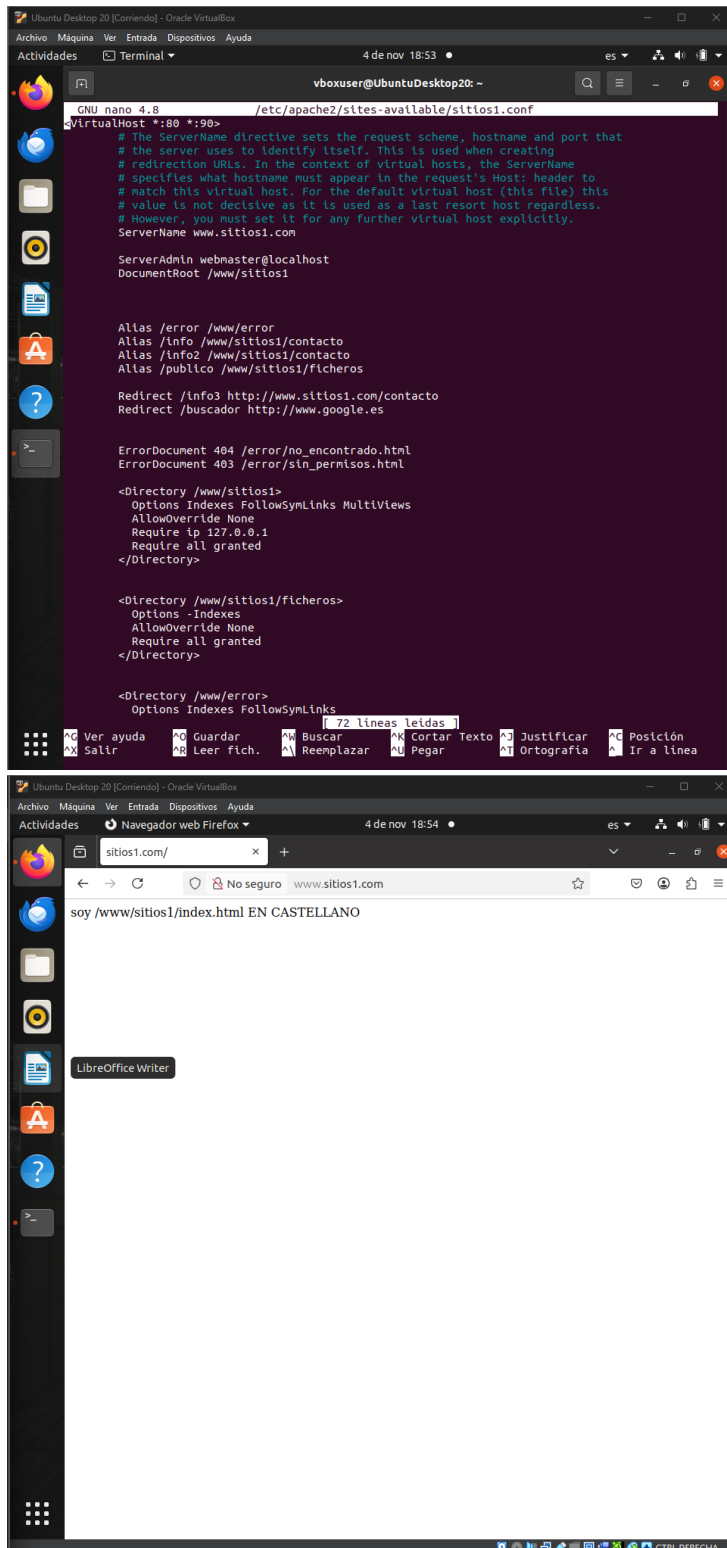 Ubuntu Desktop 20 [Corriendo] - Oracle VirtualBox
Archivo Máquina Ver Entrada Dispositivos Ayuda
Actividades Terminal 4 de nov 18:53 es
vboxuser@UbuntuDesktop20: ~
GNU nano 4.8 /etc/apache2/sites-available/sitios1.conf
<VirtualHost *:80 *:90>
# The ServerName directive sets the request scheme, hostname and port that
# the server uses to identify itself. This is used when creating
# redirection URLs. In the context of virtual hosts, the ServerName
# specifies what hostname must appear in the request's Host: header to
# match this virtual host. For the default virtual host (this file) this
# value is not decisive as it is used as a last resort host regardless.
# However, you must set it for any further virtual host explicitly.
ServerName www.sitios1.com
ServerAdmin webmaster@localhost
DocumentRoot /www/sitios1
Alias /error /www/error
Alias /info /www/sitios1/contacto
Alias /info2 /www/sitios1/contacto
Alias /publico /www/sitios1/ficheros
Redirect /info3 http://www.sitios1.com/contacto
Redirect /buscador http://www.google.es
ErrorDocument 404 /error/no_encontrado.html
ErrorDocument 403 /error/sin_permisos.html
<Directory /www/sitios1>
Options Indexes FollowSymLinks MultiViews
AllowOverride None
Require ip 127.0.0.1
Require all granted
</Directory>
<Directory /www/sitios1/ficheros>
Options -Indexes
AllowOverride None
Require all granted
</Directory>
<Directory /www/error>
Options Indexes FollowSymLinks
[ 72 líneas leídas ]
^G Ver ayuda ^O Guardar ^W Buscar ^K Cortar Texto ^J Justificar ^C Posición
^X Salir ^R Leer fich. ^\ Reemplazar ^U Pegar ^T Ortografía ^_ Ir a línea
Ubuntu Desktop 20 [Corriendo] - Oracle VirtualBox
Archivo Máquina Ver Entrada Dispositivos Ayuda
Actividades Navegador web Firefox 4 de nov 18:54 es
sitios1.com/
No seguro www.sitios1.com
soy /www/sitios1/index.html EN CASTELLANO
LibreOffice Writer
CTRL DERECHA